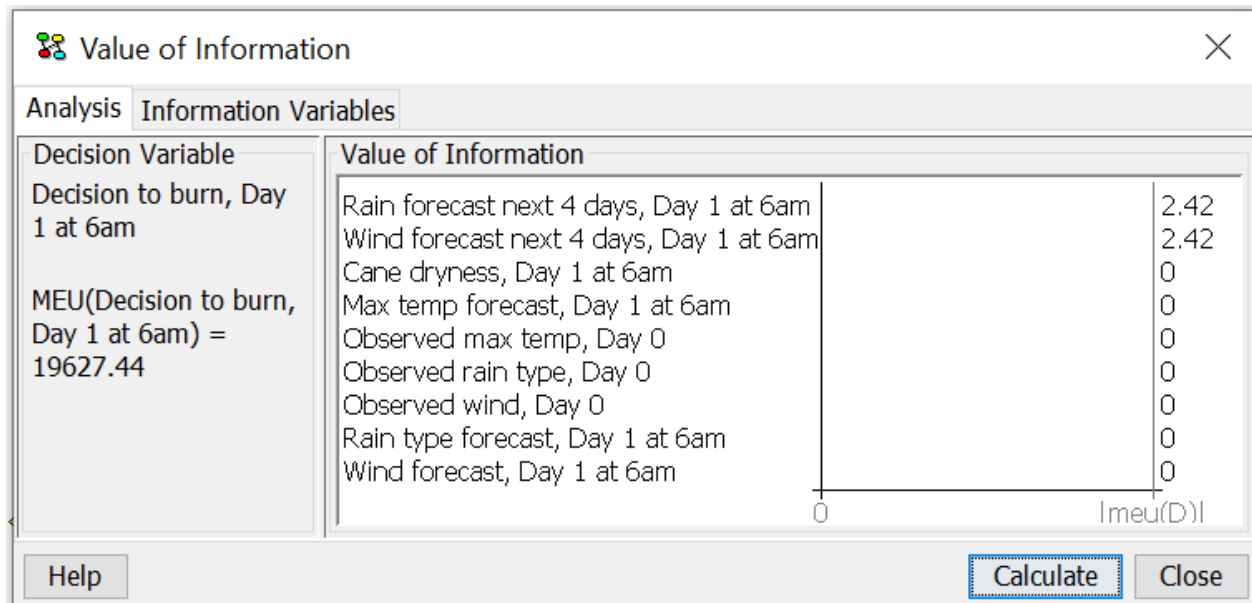 Value of Information
Analysis
Information Variables
Decision Variable
Decision to burn, Day
1 at 6am
MEU(Decision to burn,
Day 1 at 6am) =
19627.44
Value of Information
Rain forecast next 4 days, Day 1 at 6am 2.42
Wind forecast next 4 days, Day 1 at 6am 2.42
Cane dryness, Day 1 at 6am 0
Max temp forecast, Day 1 at 6am 0
Observed max temp, Day 0 0
Observed rain type, Day 0 0
Observed wind, Day 0 0
Rain type forecast, Day 1 at 6am 0
Wind forecast, Day 1 at 6am 0
0 |meu(D)|
Help
Calculate
Close